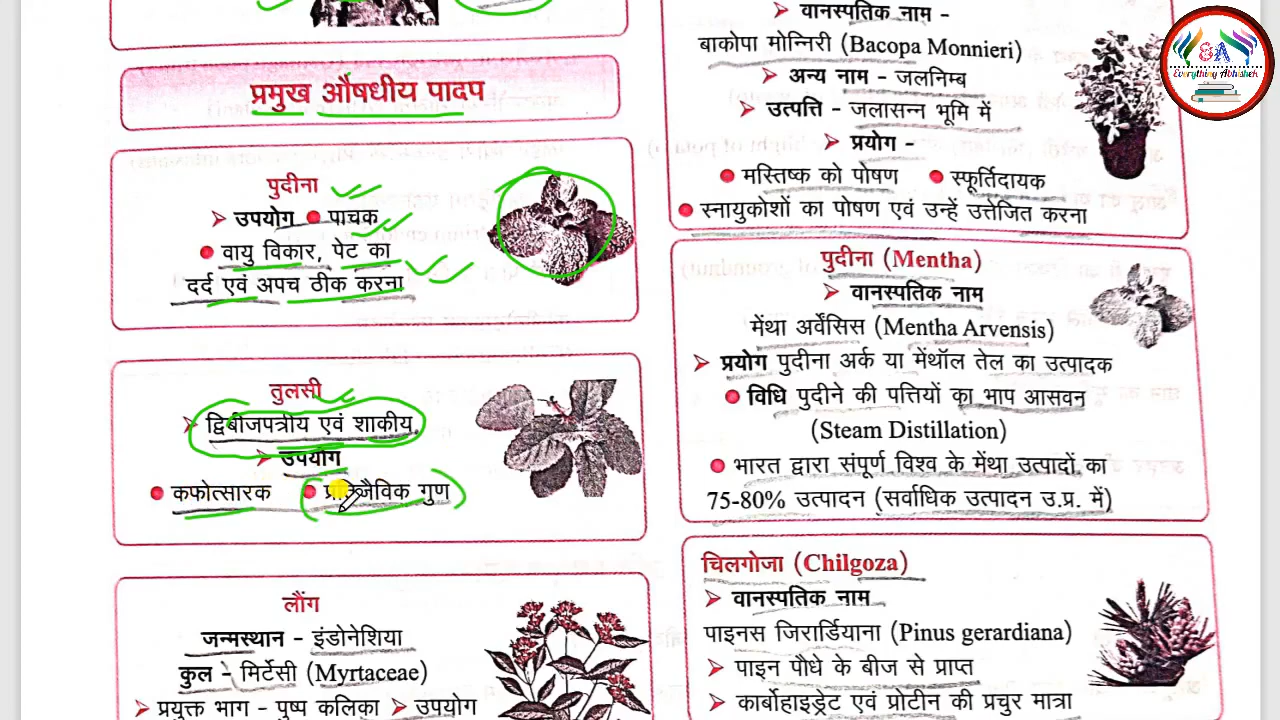 प्रमुख औषधीय पादप
पुदीना
उपयोग ● पाचक
● वायु विकार, पेट का
दर्द एवं अपच ठीक करना
तुलसी
➤ द्विबीजपत्रीय एवं शाकीय
➤ उपयोग
● कफोत्सारक ● प्रतिजैविक गुण
लौंग
जन्मस्थान - इंडोनेशिया
कुल - मिर्टेसी (Myrtaceae)
➤ प्रयुक्त भाग - पुष्प कलिका ➤ उपयोग
➤ वानस्पतिक नाम -
बाकोपा मोन्निरी (Bacopa Monnieri)
➤ अन्य नाम - जलनिम्ब
➤ उत्पत्ति - जलासन्न भूमि में
➤ प्रयोग -
● मस्तिष्क को पोषण ● स्फूर्तिदायक
● स्नायुकोशों का पोषण एवं उन्हें उत्तेजित करना
पुदीना (Mentha)
➤ वानस्पतिक नाम
मेंथा अर्वेंसिस (Mentha Arvensis)
➤ प्रयोग पुदीना अर्क या मेंथॉल तेल का उत्पादक
● विधि पुदीने की पत्तियों का भाप आसवन
(Steam Distillation)
● भारत द्वारा संपूर्ण विश्व के मेंथा उत्पादों का
75-80% उत्पादन (सर्वाधिक उत्पादन उ.प्र. में)
चिलगोजा (Chilgoza)
➤ वानस्पतिक नाम
पाइनस जिरार्डियाना (Pinus gerardiana)
➤ पाइन पौधे के बीज से प्राप्त
➤ कार्बोहाइड्रेट एवं प्रोटीन की प्रचुर मात्रा
Everything Abhishek